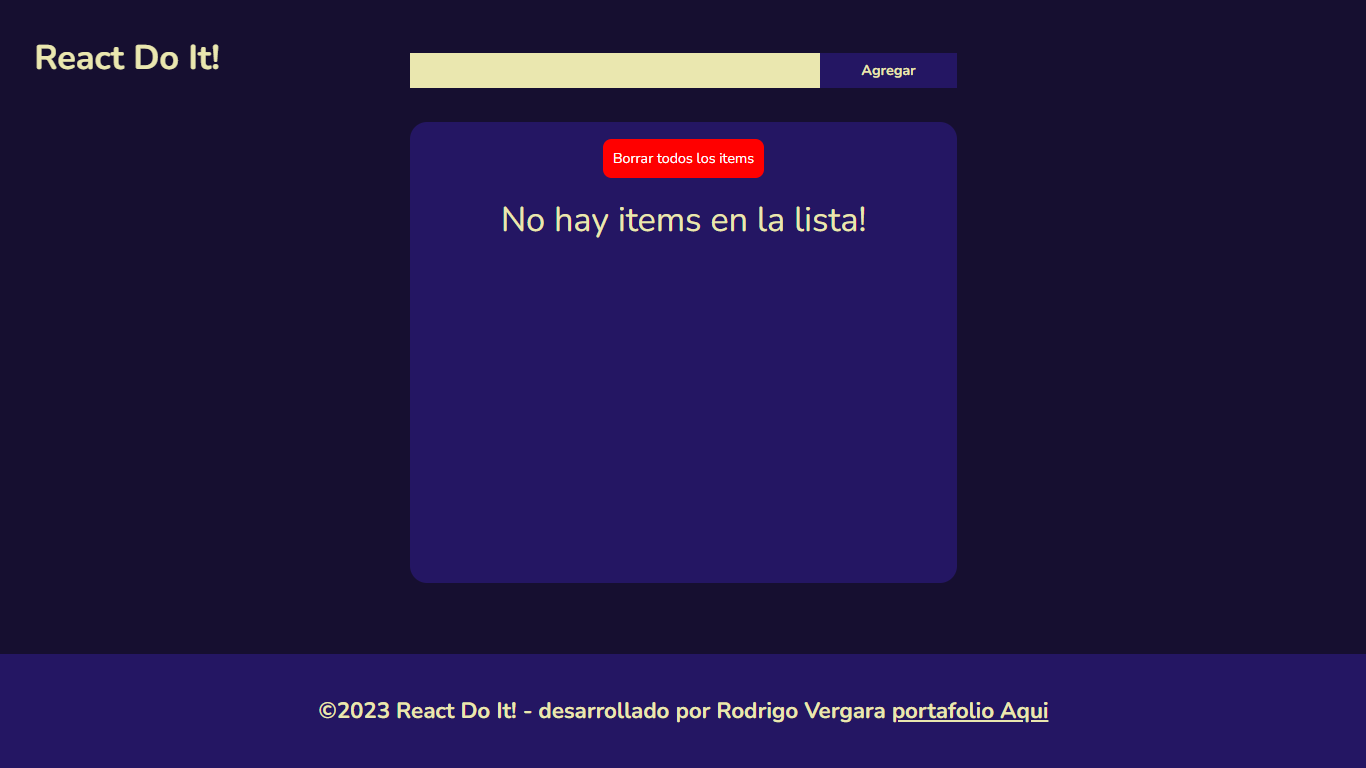 React Do It!
Agregar
Borrar todos los items
No hay items en la lista!
©2023 React Do It! - desarrollado por Rodrigo Vergara portafolio Aqui